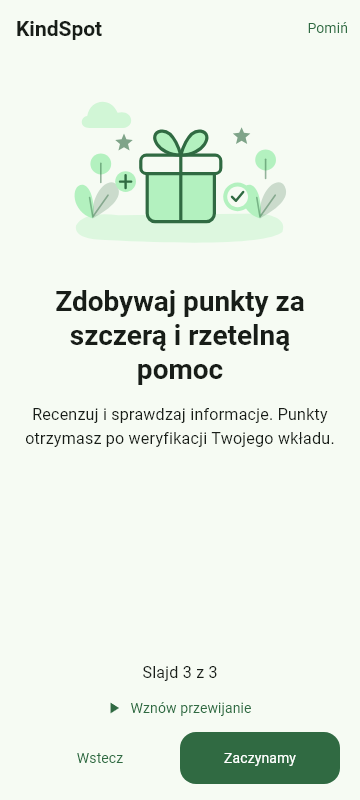 KindSpot
Pomiń
Zdobywaj punkty za
szczerą i rzetelną
pomoc
Recenzuj i sprawdzaj informacje. Punkty
otrzymasz po weryfikacji Twojego wkładu.
Slajd 3 z 3
Wznów przewijanie
Wstecz
Zaczynamy